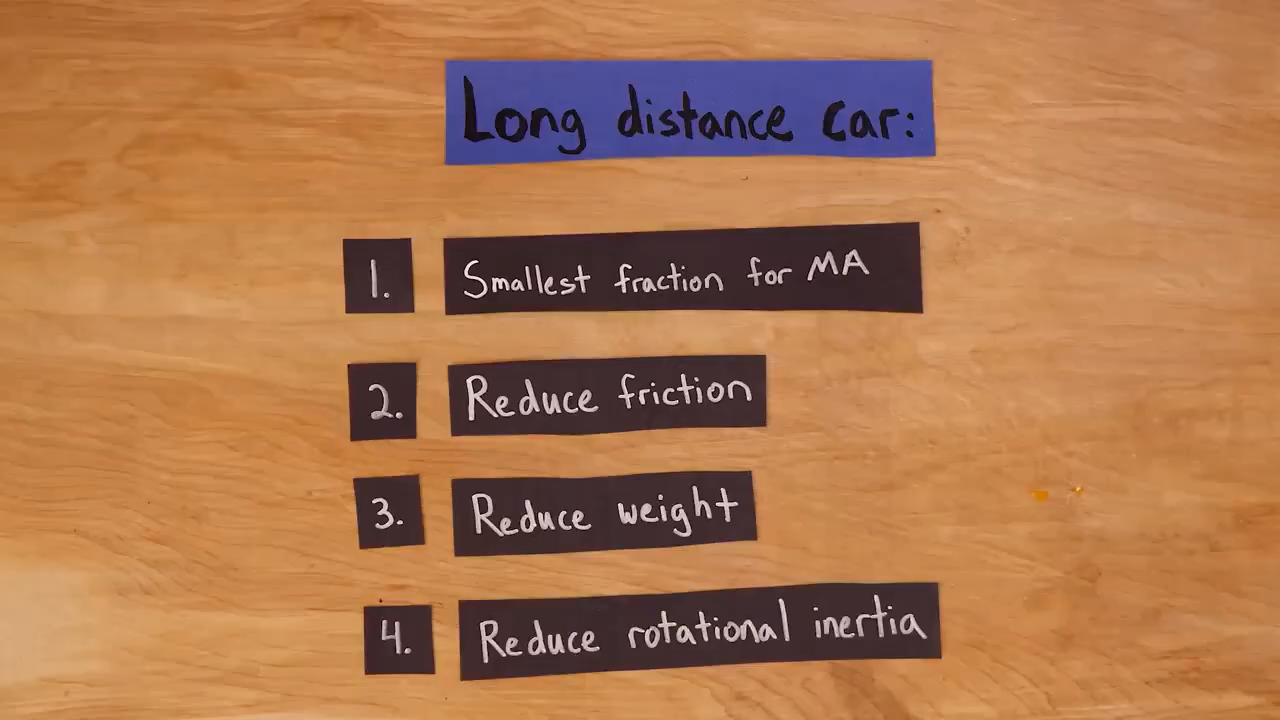 Long distance car:
1. Smallest fraction for MA
2. Reduce friction
3. Reduce weight
4. Reduce rotational inertia